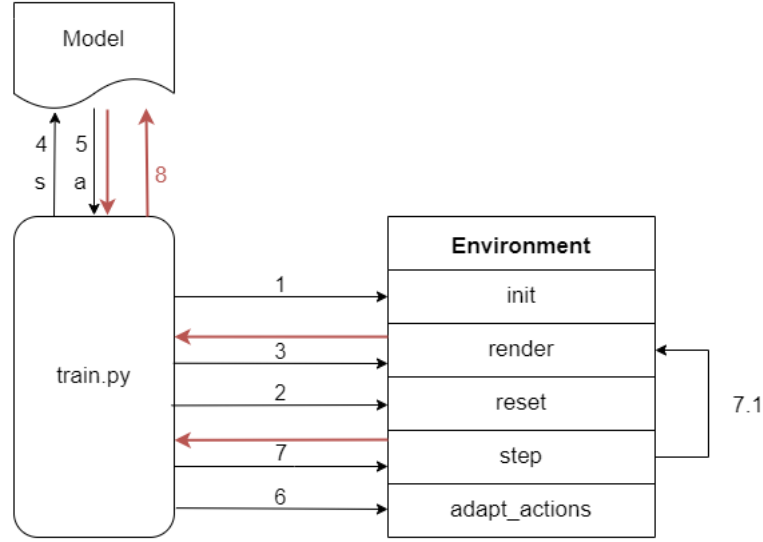 Model
4
5
s
a
8
Environment
1
init
render
3
train.py
2
reset
7.1
7
step
6
adapt_actions